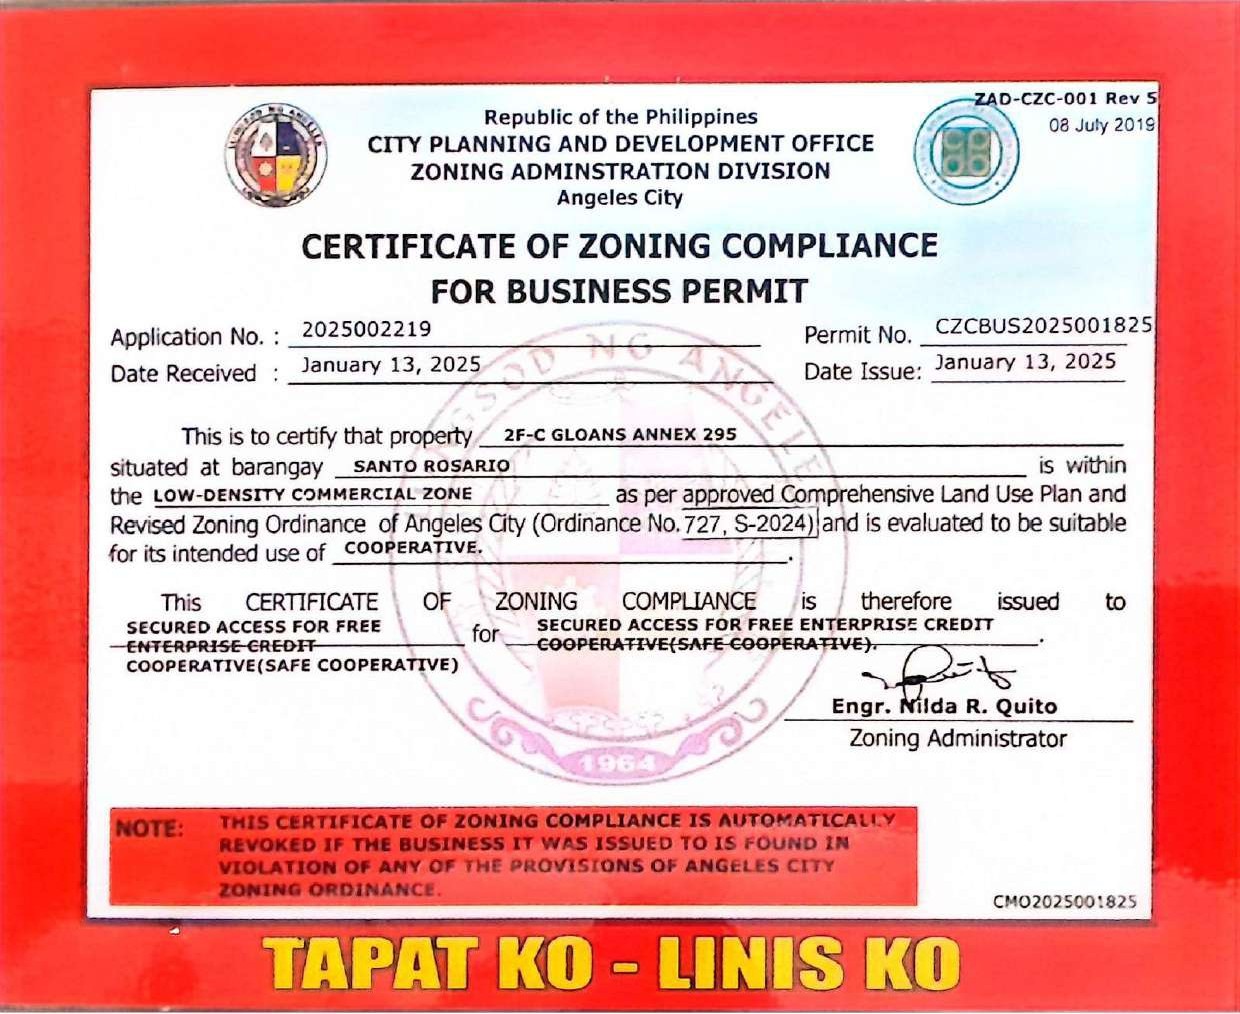 ZAD-CZC-001 Rev 5
08 July 2019
Republic of the Philippines
CITY PLANNING AND DEVELOPMENT OFFICE
ZONING ADMINSTRATION DIVISION
Angeles City
CERTIFICATE OF ZONING COMPLIANCE
FOR BUSINESS PERMIT
Application No. : 2025002219
Permit No. CZCBUS2025001825
Date Received : January 13, 2025
Date Issue: January 13, 2025
This is to certify that property 2F-C GLOANS ANNEX 295
situated at barangay SANTO ROSARIO is within
the LOW-DENSITY COMMERCIAL ZONE as per approved Comprehensive Land Use Plan and
Revised Zoning Ordinance of Angeles City (Ordinance No. 727, S-2024) and is evaluated to be suitable
for its intended use of COOPERATIVE.
This CERTIFICATE OF ZONING COMPLIANCE is therefore issued to
SECURED ACCESS FOR FREE ENTERPRISE CREDIT COOPERATIVE(SAFE COOPERATIVE) for SECURED ACCESS FOR FREE ENTERPRISE CREDIT COOPERATIVE(SAFE COOPERATIVE).
Engr. Nilda R. Quito
Zoning Administrator
LUNGSOD NG ANGELES
1964
NOTE: THIS CERTIFICATE OF ZONING COMPLIANCE IS AUTOMATICALLY
REVOKED IF THE BUSINESS IT WAS ISSUED TO IS FOUND IN
VIOLATION OF ANY OF THE PROVISIONS OF ANGELES CITY
ZONING ORDINANCE.
CMO2025001825
TAPAT KO - LINIS KO